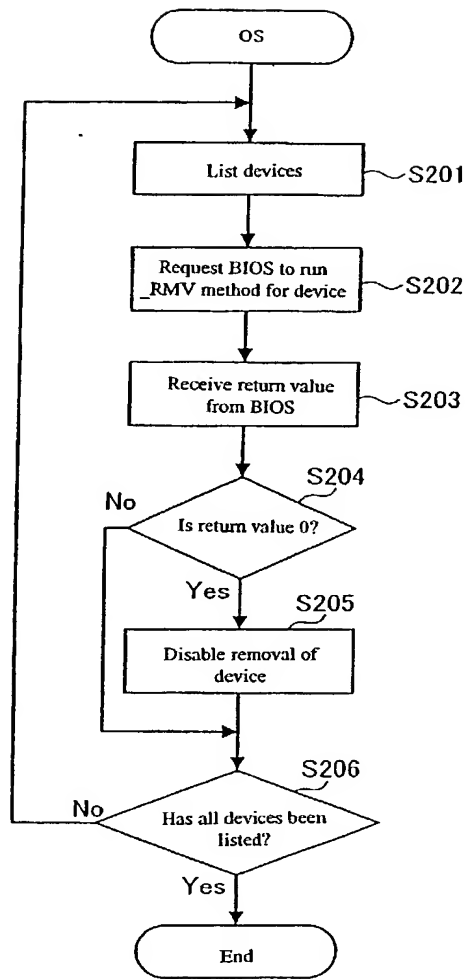 OS
List devices
S201
Request BIOS to run
_RMV method for device
S202
Receive return value
from BIOS
S203
S204
No
Is return value 0?
Yes
S205
Disable removal of
device
S206
No
Has all devices been
listed?
Yes
End